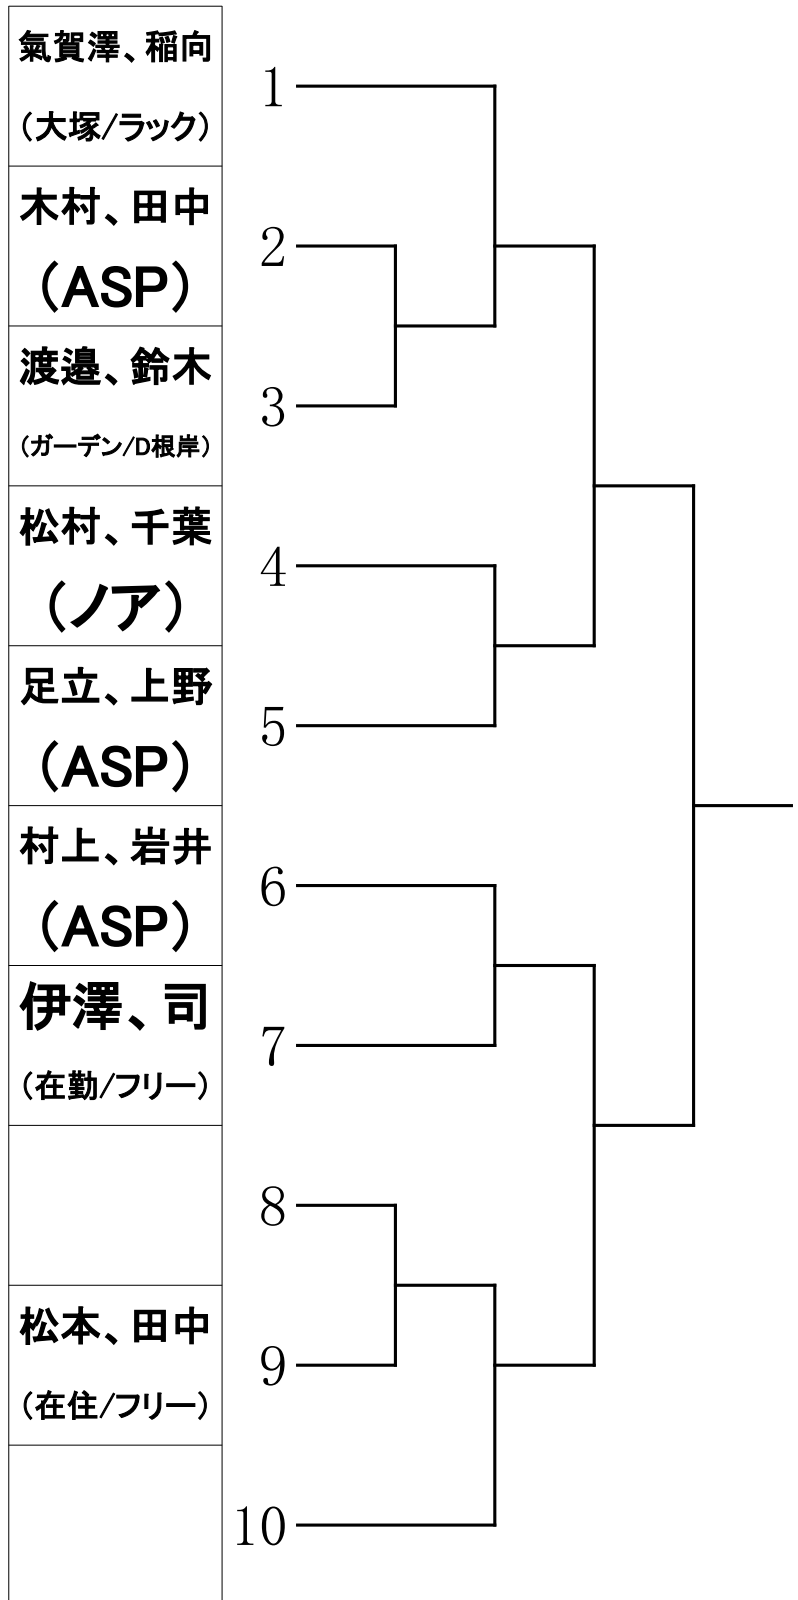 氣賀澤、稲向
(大塚/ラック)
1
木村、田中
(ASP)
2
渡邉、鈴木
(ガーデン/D根岸)
3
松村、千葉
(ノア)
4
足立、上野
(ASP)
5
村上、岩井
(ASP)
6
伊澤、司
(在勤/フリー)
7
8
松本、田中
(在住/フリー)
9
10